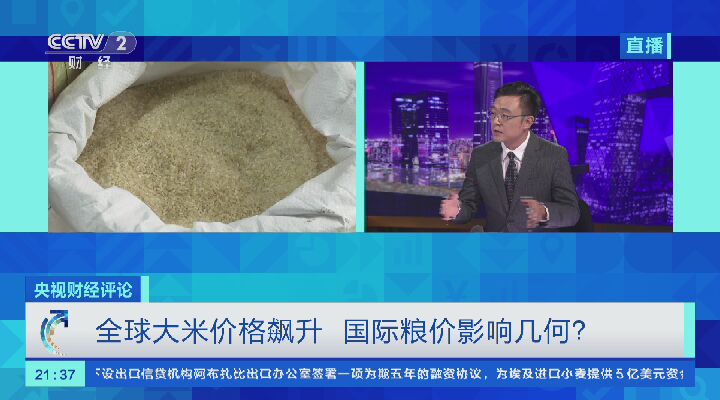 CCTV 2
财经
直播
央视财经评论
全球大米价格飙升 国际粮价影响几何?
21:37
设出口信贷机构阿布扎比出口办公室签署一项为期五年的融资协议，为埃及进口小麦提供5亿美元资